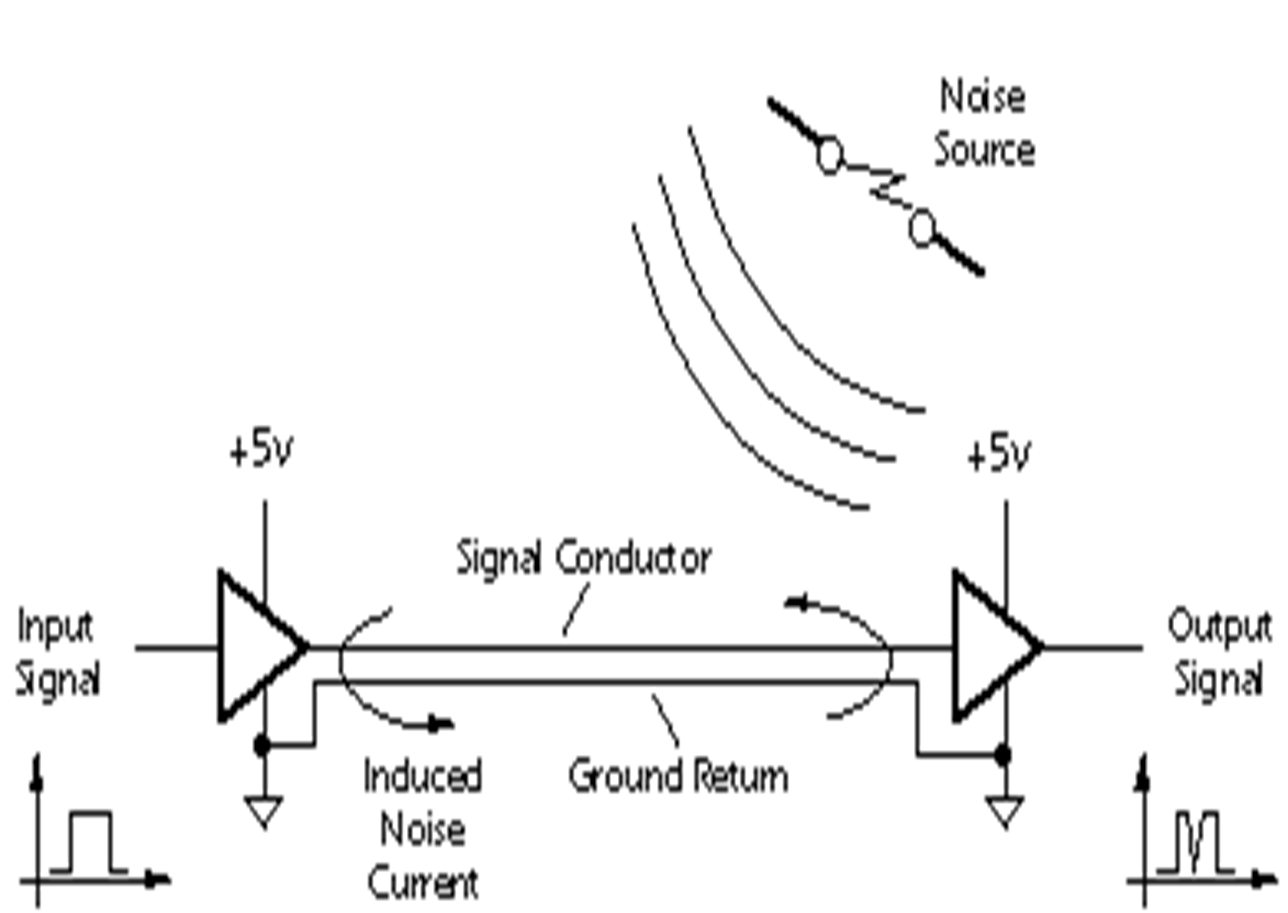 Noise
Source
+5v
+5v
Signal Conductor
Input
Signal
Output
Signal
Induced
Noise
Current
Ground Return